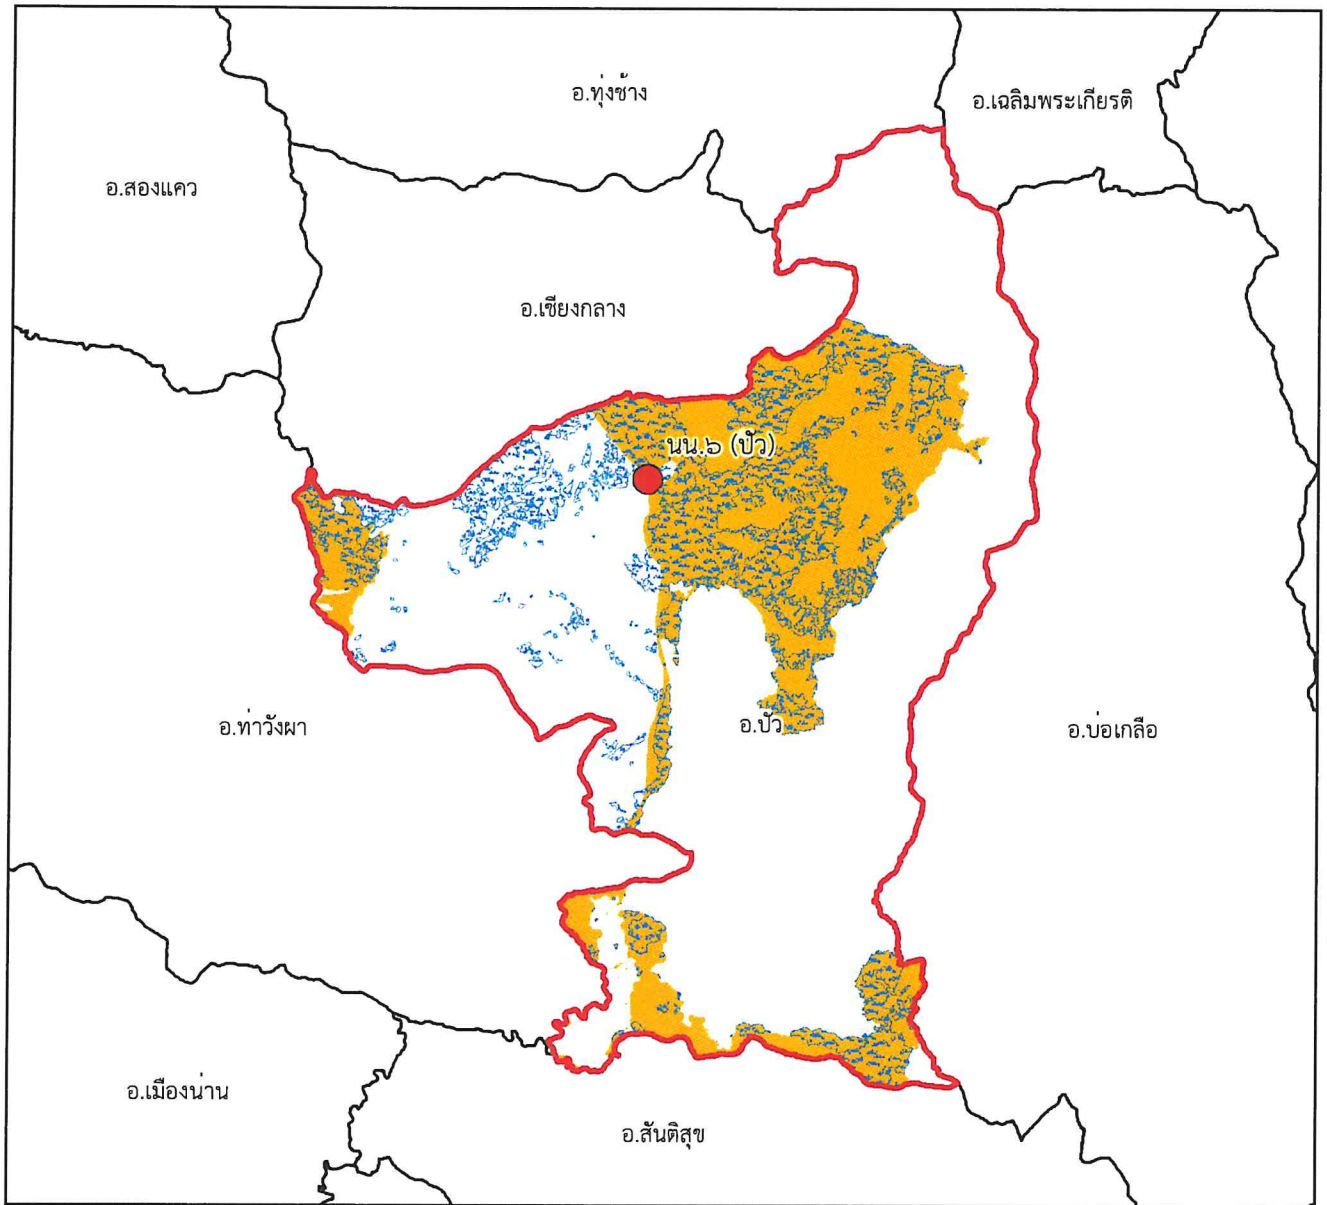 อ.ทุ่งช้าง
อ.เฉลิมพระเกียรติ
อ.สองแคว
อ.เชียงกลาง
นน.๖ (ปัว)
อ.ท่าวังผา
อ.ปัว
อ.บ่อเกลือ
อ.เมืองน่าน
อ.สันติสุข